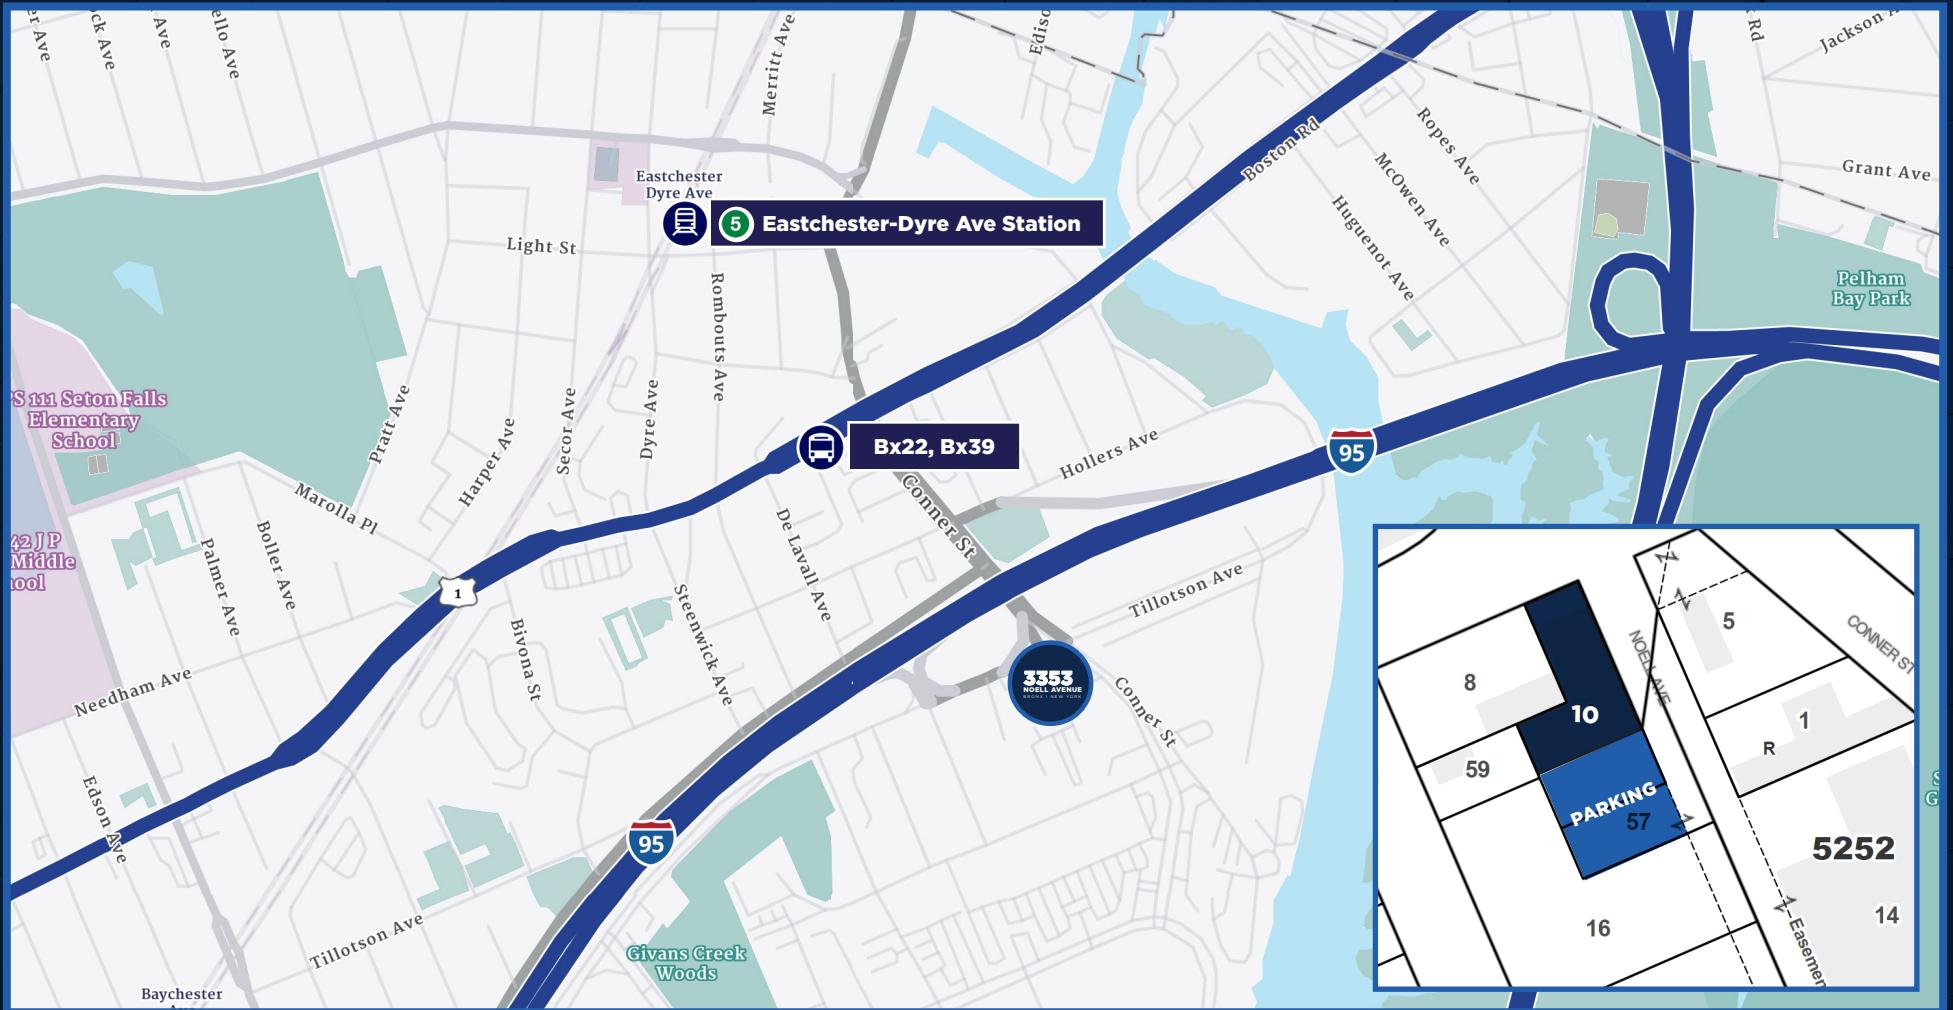 Merritt Ave
Eastchester
Dyre Ave
5 Eastchester-Dyre Ave Station
Light St
Rombouts Ave
Boston Rd
Ropes Ave
McOwen Ave
Huguenot Ave
Jackson
Rd
Grant Ave
Pelham
Bay Park
PS 111 Seton Falls
Elementary
School
Pratt Ave
Harper Ave
Secor Ave
Dyre Ave
Bx22, Bx39
Hollers Ave
95
Conner St
Marolla Pl
42 J P
Middle
Palmer Ave
Boller Ave
1
Bivona St
Steenwick Ave
De Lavall Ave
Tillotson Ave
Needham Ave
3353
NOELL AVENUE
BRONX | NEW YORK
Conner St
Edson Ave
95
Tillotson Ave
Givans Creek
Woods
Baychester
8
10
59
PARKING
57
16
NOELL AVE
5
CONNER ST
1
R
5252
14
Easemen